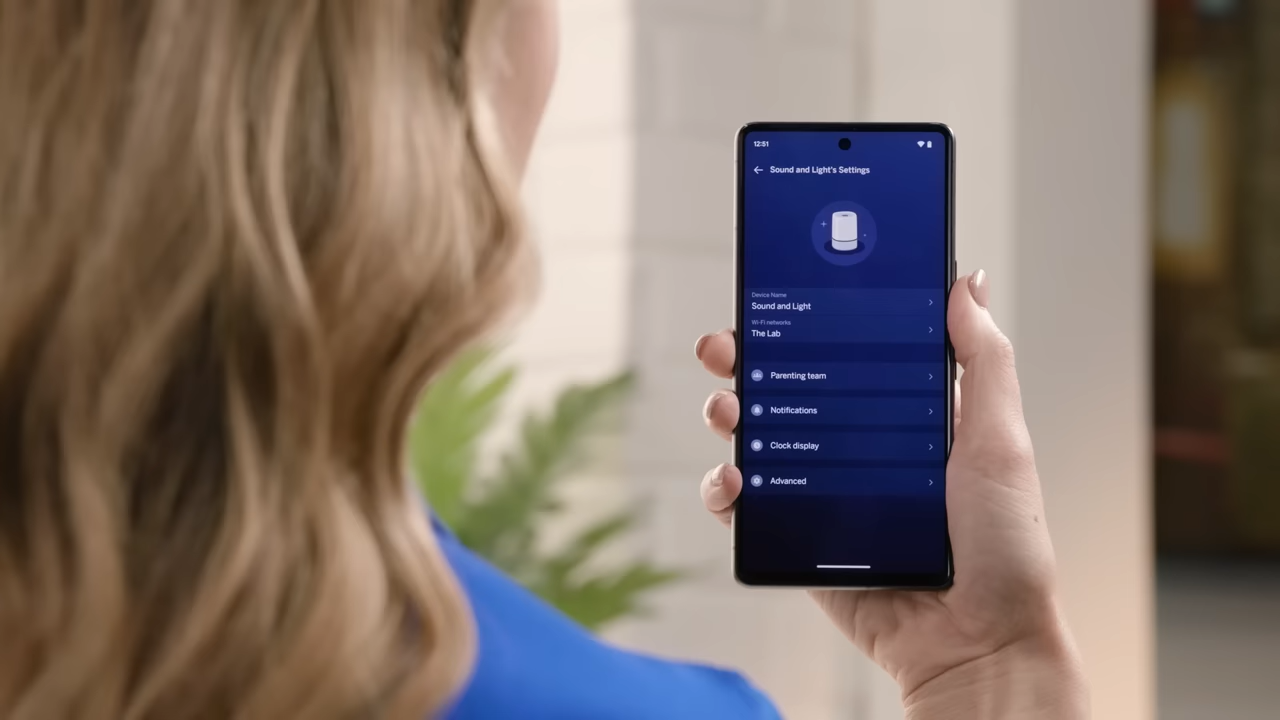 12:51
Sound and Light's Settings
Device Name
Sound and Light
Wi-Fi networks
The Lab
Parenting team
Notifications
Clock display
Advanced